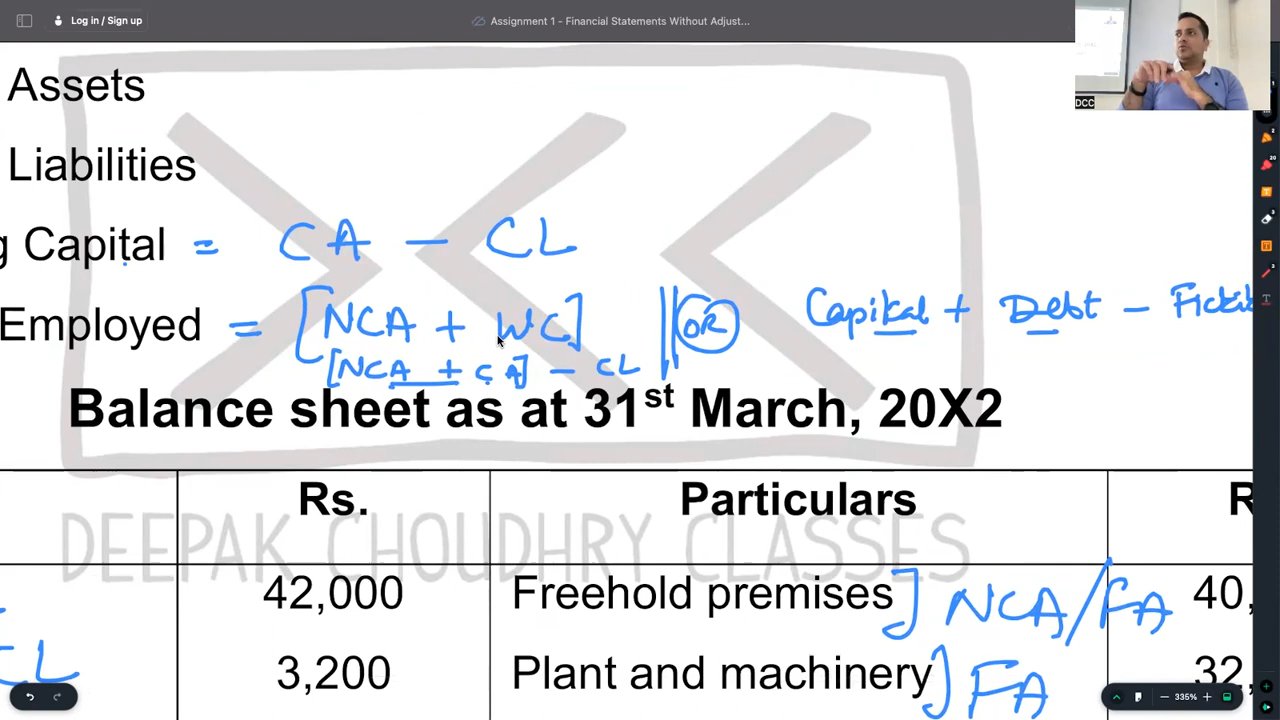 Log in / Sign up
Assignment 1 - Financial Statements Without Adjust...
DCC
Assets
Liabilities
g Capital = CA - CL
Employed = [NCA + WC] || OR Capital + Debt - Fictit
[NCA + CA] - CL
Balance sheet as at 31st March, 20X2
Rs. Particulars R
DEEPAK CHOUDHRY CLASSES
42,000 Freehold premises] NCA/FA 40,
CL 3,200 Plant and machinery] FA 32,
335%